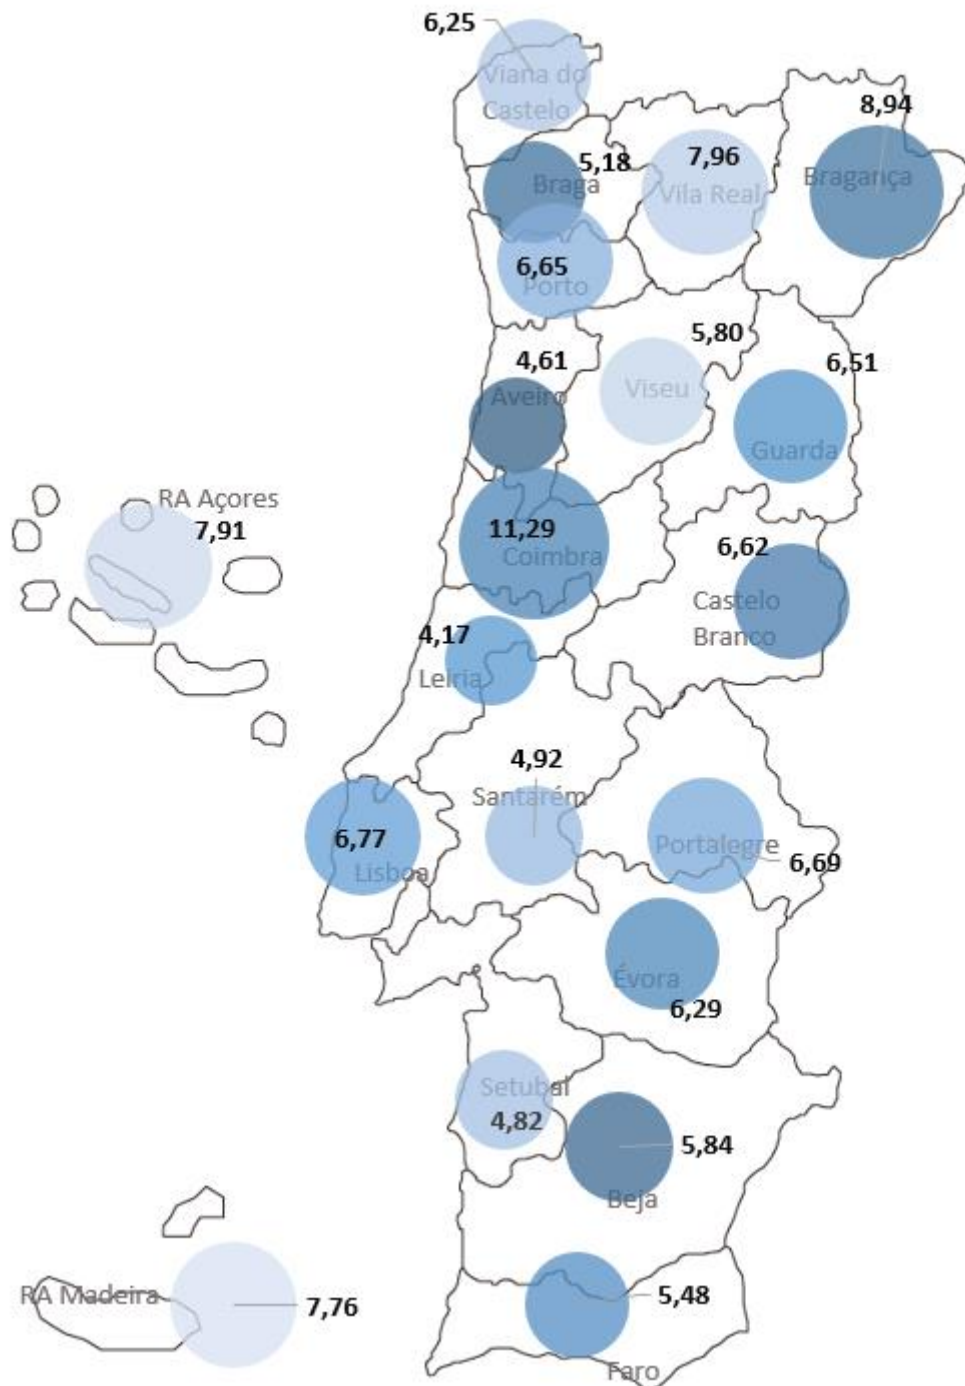 6,25
Viana do
Castelo
8,94
5,18
Braga
7,96
Vila Real
Bragança
6,65
Porto
5,80
4,61
Aveiro
Viseu
6,51
Guarda
RA Açores
7,91
11,29
Coimbra
6,62
Castelo
Branco
4,17
Leiria
4,92
Santarém
6,77
Lisboa
Portalegre
6,69
Évora
6,29
Setubal
4,82
5,84
Beja
RA Madeira
7,76
5,48
Faro